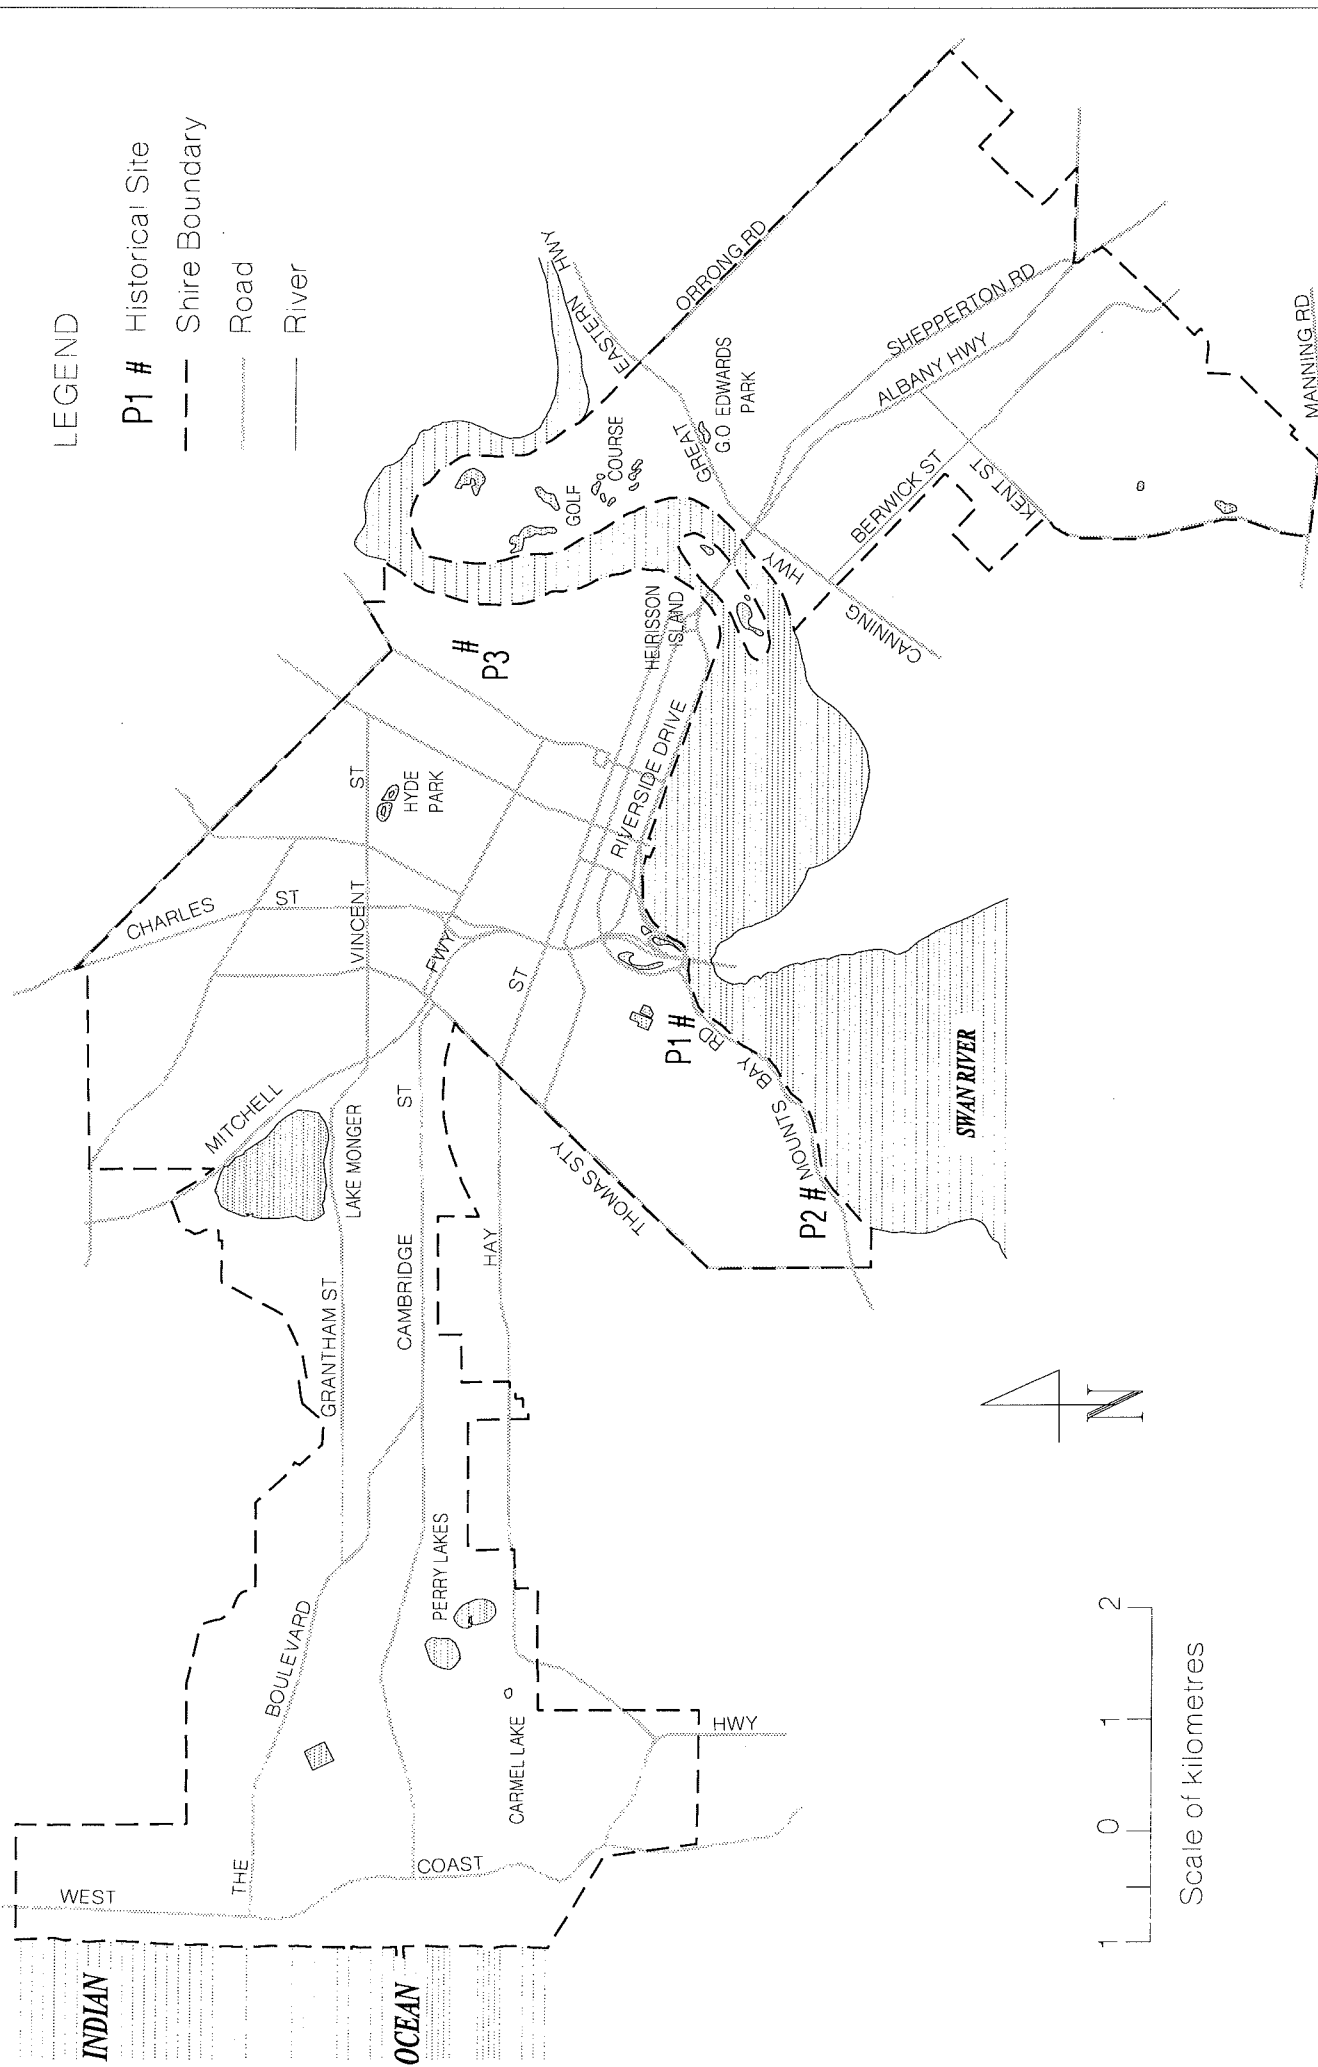 LEGEND
P1 # Historical Site
Shire Boundary
Road
River
INDIAN
OCEAN
WEST
COAST
HWY
THE
BOULEVARD
GRANTHAM ST
CAMBRIDGE
ST
HAY
ST
PERRY LAKES
CARMEL LAKE
LAKE MONGER
MITCHELL
FWY
CHARLES
ST
VINCENT
ST
HYDE
PARK
THOMAS STY
P1 #
P2 #
P3 #
MOUNTS
BAY
RD
SWAN RIVER
RIVERSIDE DRIVE
HEIRISSON
ISLAND
GOLF
COURSE
GREAT
EASTERN
HWY
G.O EDWARDS
PARK
ORRONG RD
SHEPPERTON RD
ALBANY HWY
BERWICK ST
KENT ST
CANNING
HWY
MANNING RD
N
1 0 1 2
Scale of kilometres